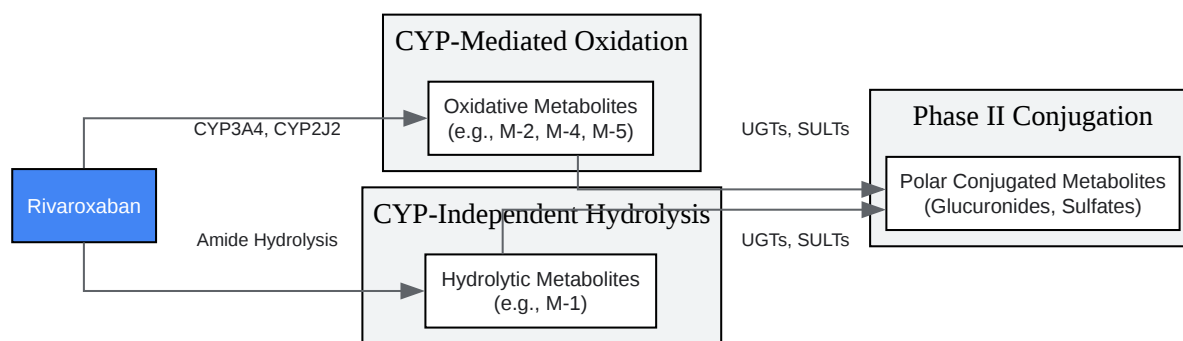 CYP-Mediated Oxidation
Oxidative Metabolites
(e.g., M-2, M-4, M-5)
CYP3A4, CYP2J2
UGTs, SULTs
Phase II Conjugation
Rivaroxaban
Polar Conjugated Metabolites
(Glucuronides, Sulfates)
CYP-Independent Hydrolysis
Amide Hydrolysis
UGTs, SULTs
Hydrolytic Metabolites
(e.g., M-1)